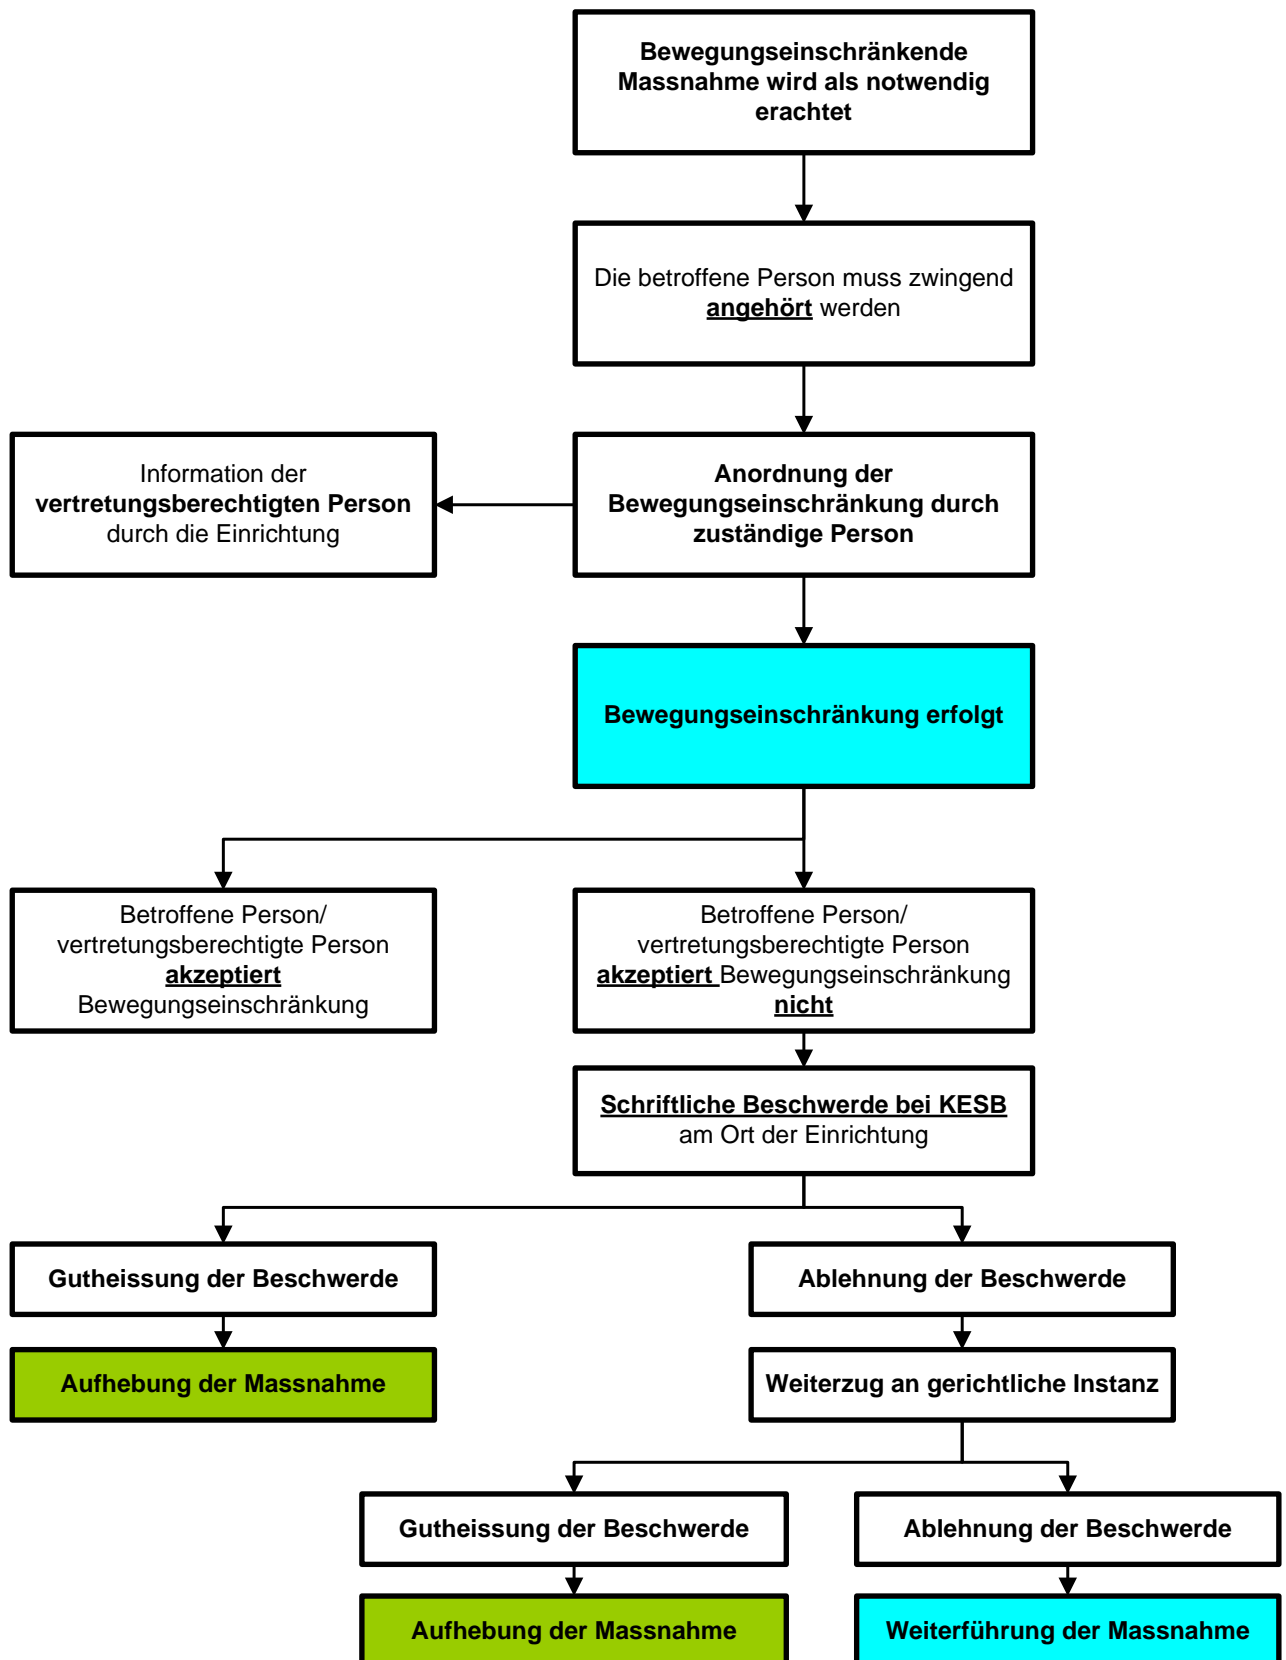 Bewegungseinschränkende
Massnahme wird als notwendig
erachtet
Die betroffene Person muss zwingend
angehört werden
Information der
vertretungsberechtigten Person
durch die Einrichtung
Anordnung der
Bewegungseinschränkung durch
zuständige Person
Bewegungseinschränkung erfolgt
Betroffene Person/
vertretungsberechtigte Person
akzeptiert
Bewegungseinschränkung
Betroffene Person/
vertretungsberechtigte Person
akzeptiert Bewegungseinschränkung
nicht
Schriftliche Beschwerde bei KESB
am Ort der Einrichtung
Gutheissung der Beschwerde
Ablehnung der Beschwerde
Aufhebung der Massnahme
Weiterzug an gerichtliche Instanz
Gutheissung der Beschwerde
Ablehnung der Beschwerde
Aufhebung der Massnahme
Weiterführung der Massnahme